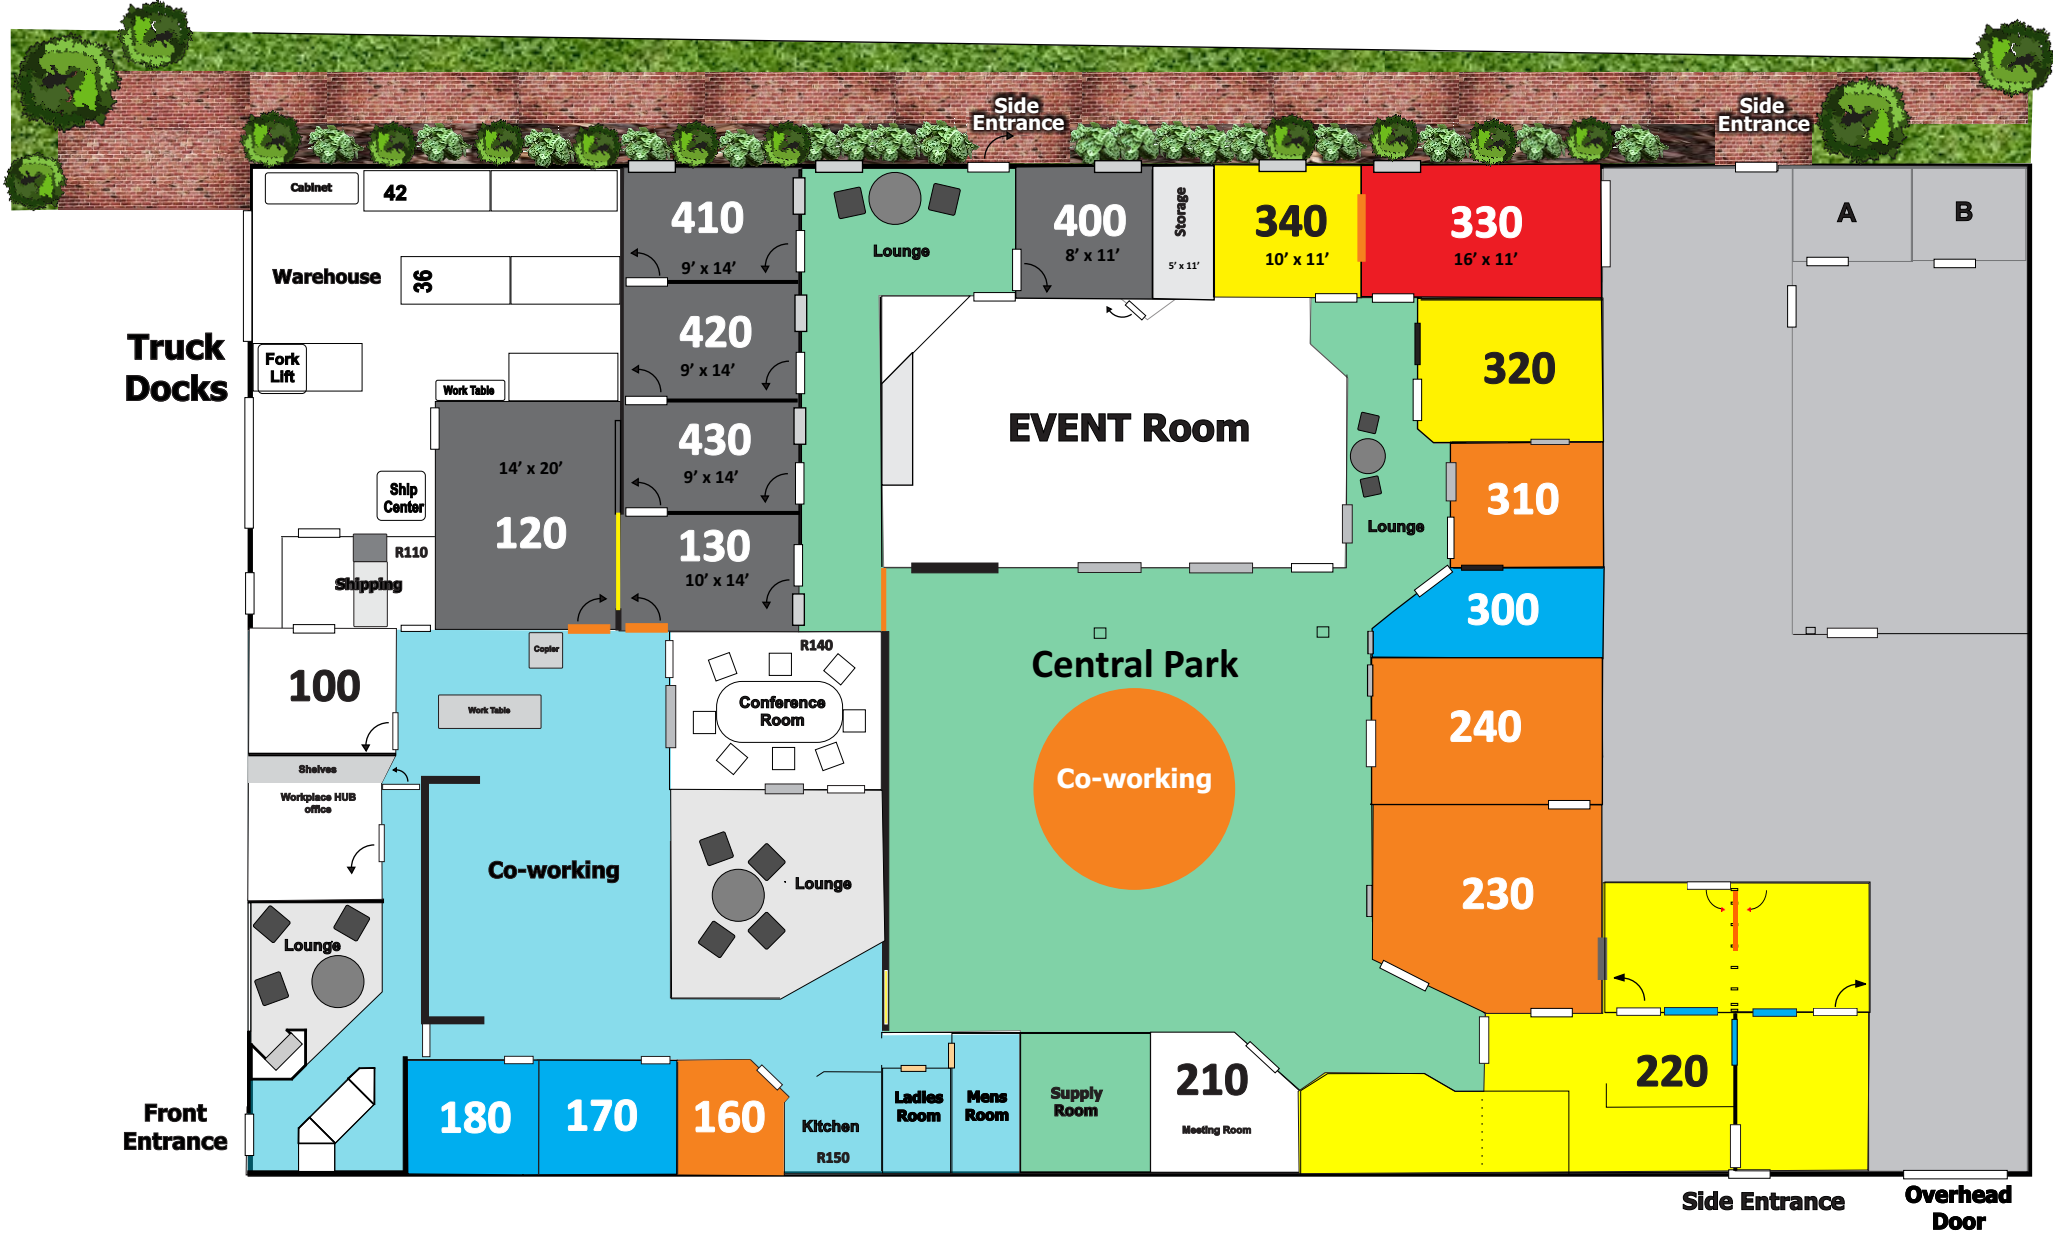 Side
Entrance
Side
Entrance
Cabinet
42
410
9' x 14'
Lounge
400
8' x 11'
Storage
5' x 11'
340
10' x 11'
330
16' x 11'
A
B
Warehouse
36
Truck
Docks
Fork
Lift
Work Table
420
9' x 14'
320
EVENT Room
430
9' x 14'
14' x 20'
120
Ship
Center
310
Lounge
R110
Shipping
130
10' x 14'
300
Copier
R140
Central Park
100
Work Table
Conference
Room
240
Shelves
Workplace HUB
office
Co-working
Co-working
Lounge
230
Lounge
220
Front
Entrance
180
170
160
Kitchen
R150
Ladies
Room
Mens
Room
Supply
Room
210
Meeting Room
Side Entrance
Overhead
Door